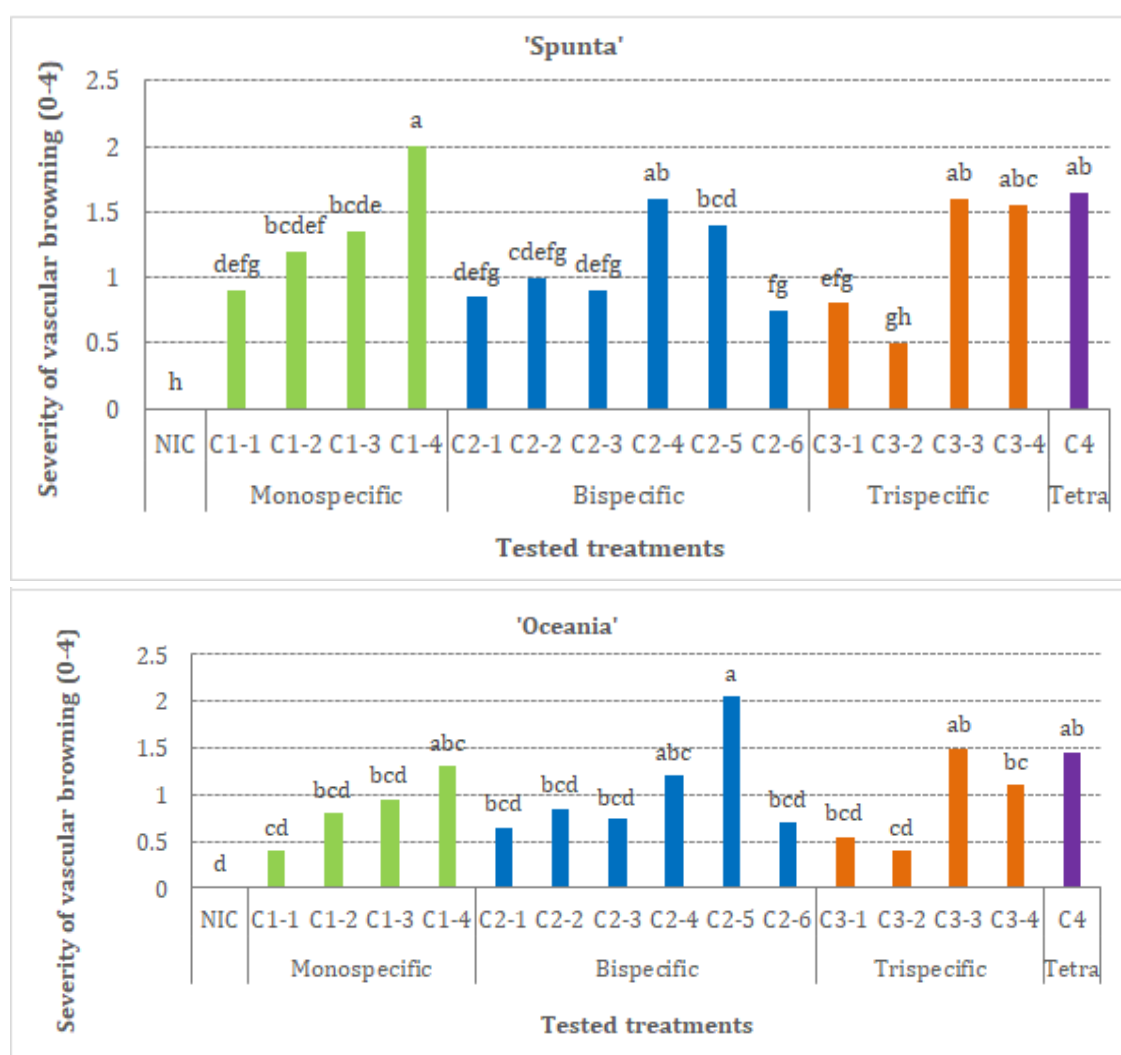 'Spunta'
Severity of vascular browning (0-4)
2.5
2
1.5
1
0.5
0
h
defg
bcdef
bcde
a
defg
cdefg
defg
ab
bcd
fg
efg
gh
ab
abc
ab
NIC C1-1 C1-2 C1-3 C1-4 C2-1 C2-2 C2-3 C2-4 C2-5 C2-6 C3-1 C3-2 C3-3 C3-4 C4
Monospecific Bispecific Trispecific Tetra
Tested treatments
'Oceania'
Severity of vascular browning (0-4)
2.5
2
1.5
1
0.5
0
d
cd
bcd
bcd
abc
bcd
bcd
bcd
abc
a
bcd
bcd
cd
ab
bc
ab
NIC C1-1 C1-2 C1-3 C1-4 C2-1 C2-2 C2-3 C2-4 C2-5 C2-6 C3-1 C3-2 C3-3 C3-4 C4
Monospecific Bispecific Trispecific Tetra
Tested treatments